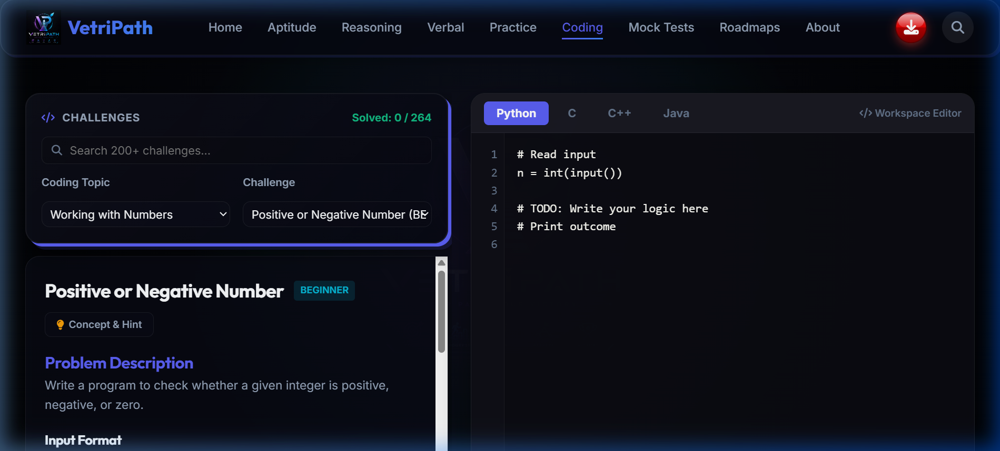 VETRIPATH
VetriPath
Home
Aptitude
Reasoning
Verbal
Practice
Coding
Mock Tests
Roadmaps
About
</> CHALLENGES
Solved: 0 / 264
Search 200+ challenges...
Coding Topic
Challenge
Working with Numbers
Positive or Negative Number (BE
Positive or Negative Number
BEGINNER
Concept & Hint
Problem Description
Write a program to check whether a given integer is positive,
negative, or zero.
Input Format
Python
C
C++
Java
</> Workspace Editor
1 # Read input
2 n = int(input())
3
4 # TODO: Write your logic here
5 # Print outcome
6